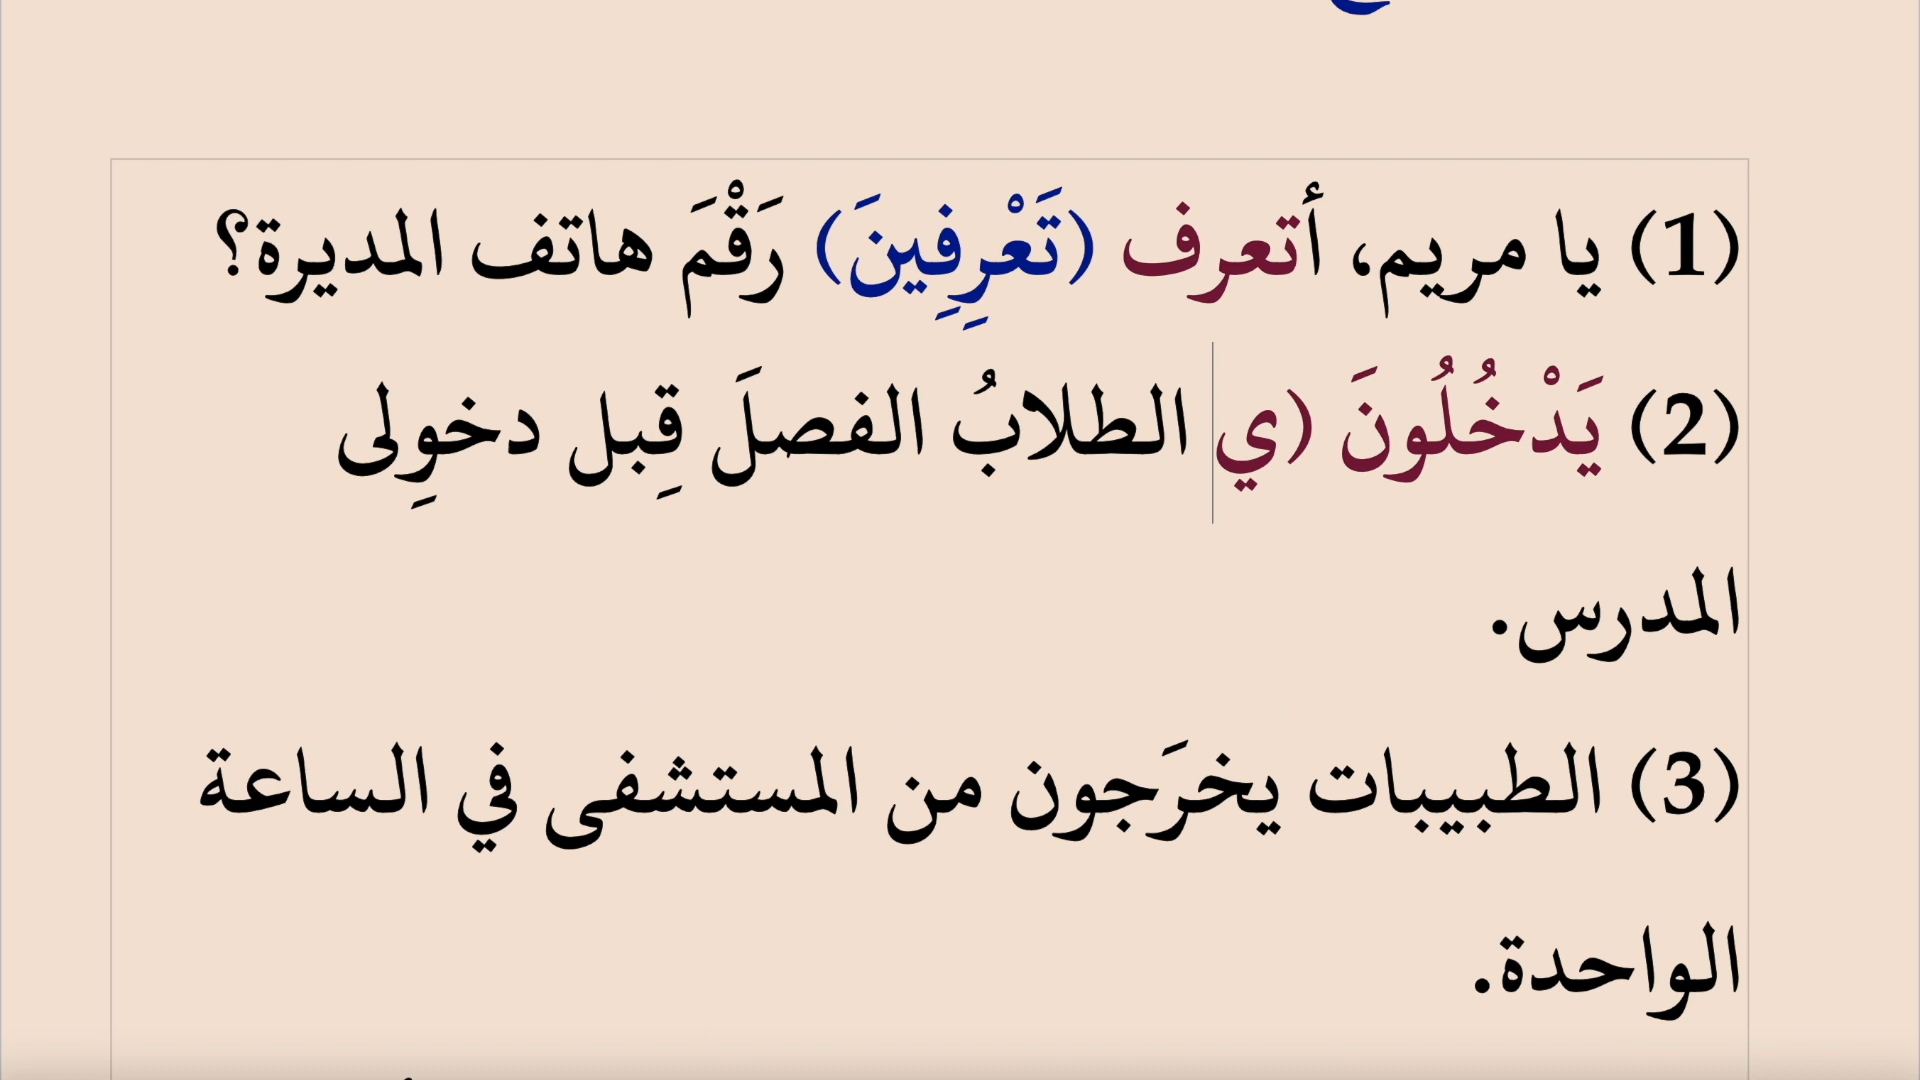 (1) يا مريم، أتعرف (تَعْرِفِينَ) رَقْمَ هاتف المديرة؟
(2) يَدْخُلُونَ (ي الطلابُ الفصلَ قِبل دخوِلى
المدرس.
(3) الطبيبات يخرَجون من المستشفى في الساعة
الواحدة.